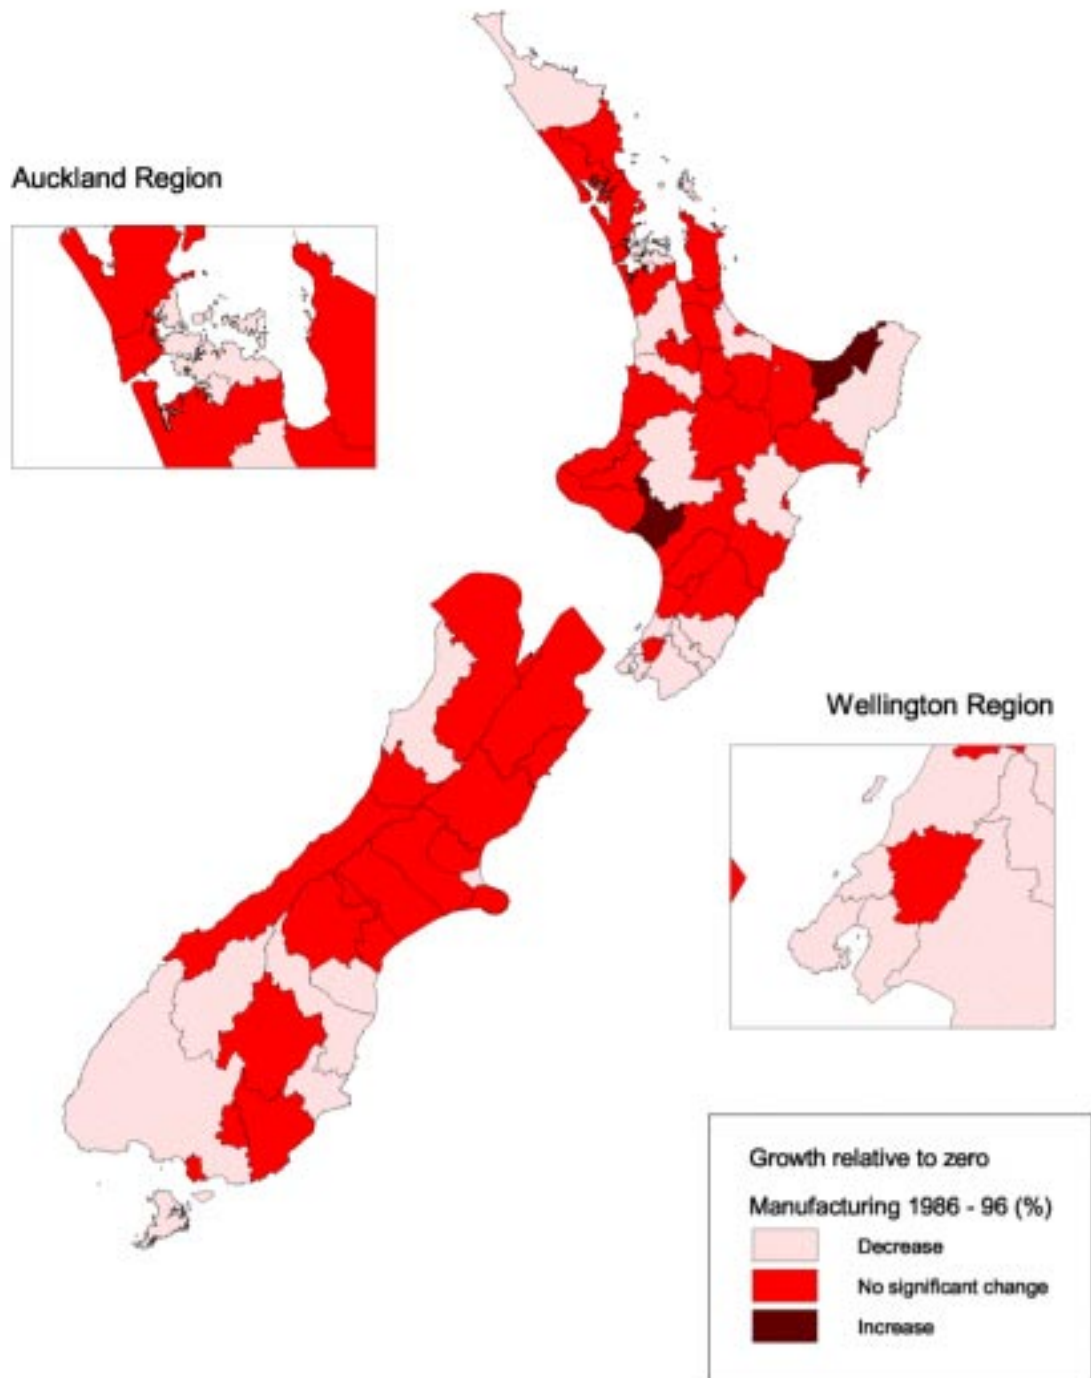 Auckland Region
Wellington Region
Growth relative to zero
Manufacturing 1986 - 96 (%)
Decrease
No significant change
Increase